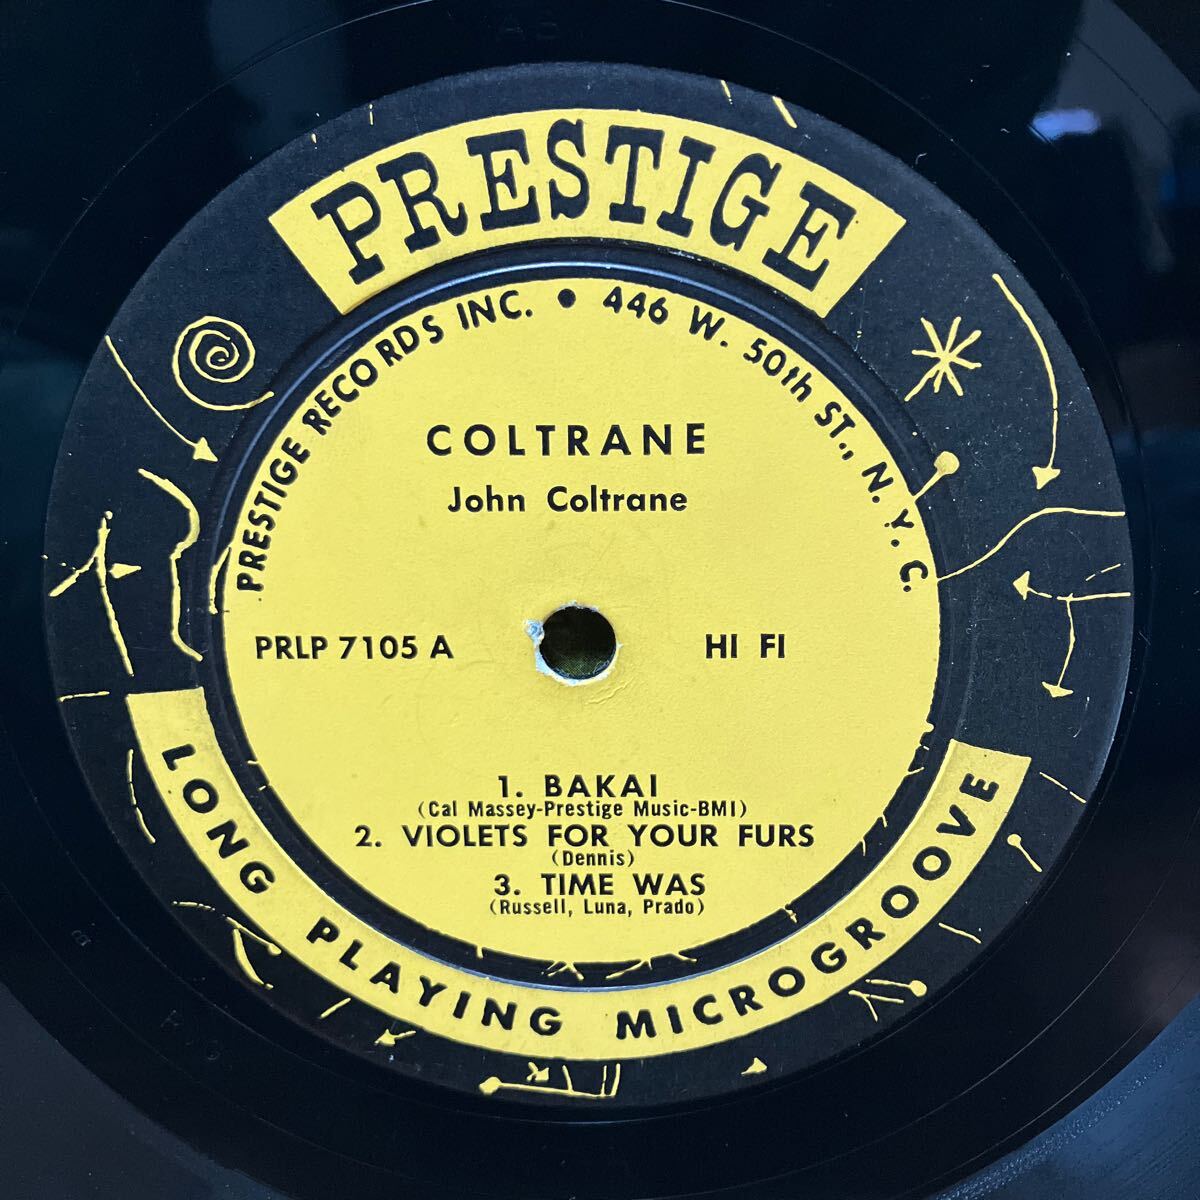 PRESTIGE
PRESTIGE RECORDS INC. • 446 W. 50th ST., N.Y.C.
COLTRANE
John Coltrane
PRLP 7105 A
HI FI
1. BAKAI
(Cal Massey-Prestige Music-BMI)
2. VIOLETS FOR YOUR FURS
(Dennis)
3. TIME WAS
(Russell, Luna, Prado)
LONG PLAYING MICROGROOVE